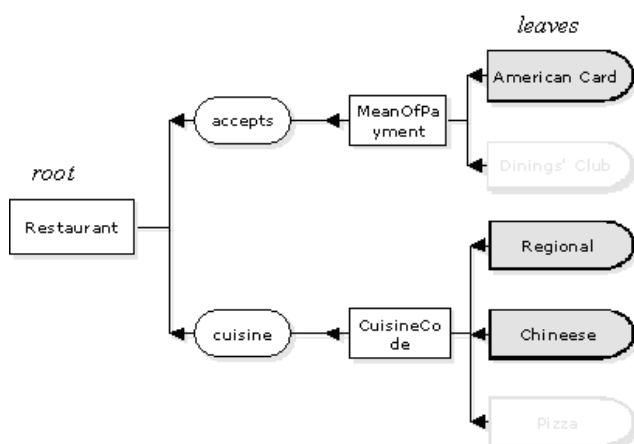 leaves
American Card
accepts
MeanOfPa
yment
Dinings' Club
root
Restaurant
Regional
cuisine
CuisineCo
de
Chineese
Pizza